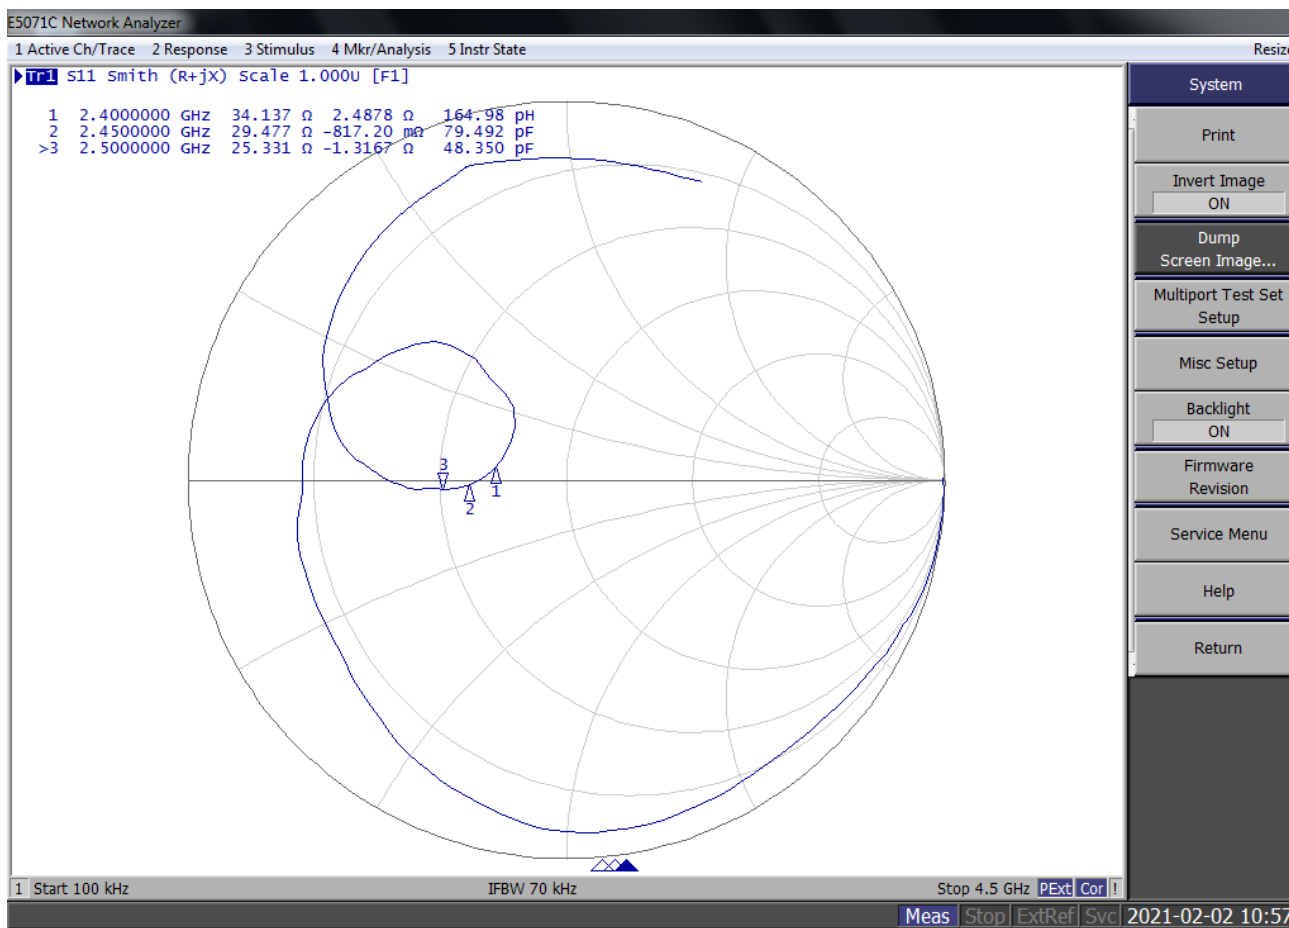 E5071C Network Analyzer
1 Active Ch/Trace 2 Response 3 Stimulus 4 Mkr/Analysis 5 Instr State Resize
Tr1 S11 Smith (R+jX) Scale 1.000U [F1]
1 2.4000000 GHz 34.137 Ω 2.4878 Ω 164.98 pH
2 2.4500000 GHz 29.477 Ω -817.20 mΩ 79.492 pF
>3 2.5000000 GHz 25.331 Ω -1.3167 Ω 48.350 pF
3
1
2
System
Print
Invert Image
ON
Dump
Screen Image...
Multiport Test Set
Setup
Misc Setup
Backlight
ON
Firmware
Revision
Service Menu
Help
Return
1 Start 100 kHz IFBW 70 kHz Stop 4.5 GHz PExt Cor !
Meas Stop ExtRef Svc 2021-02-02 10:57